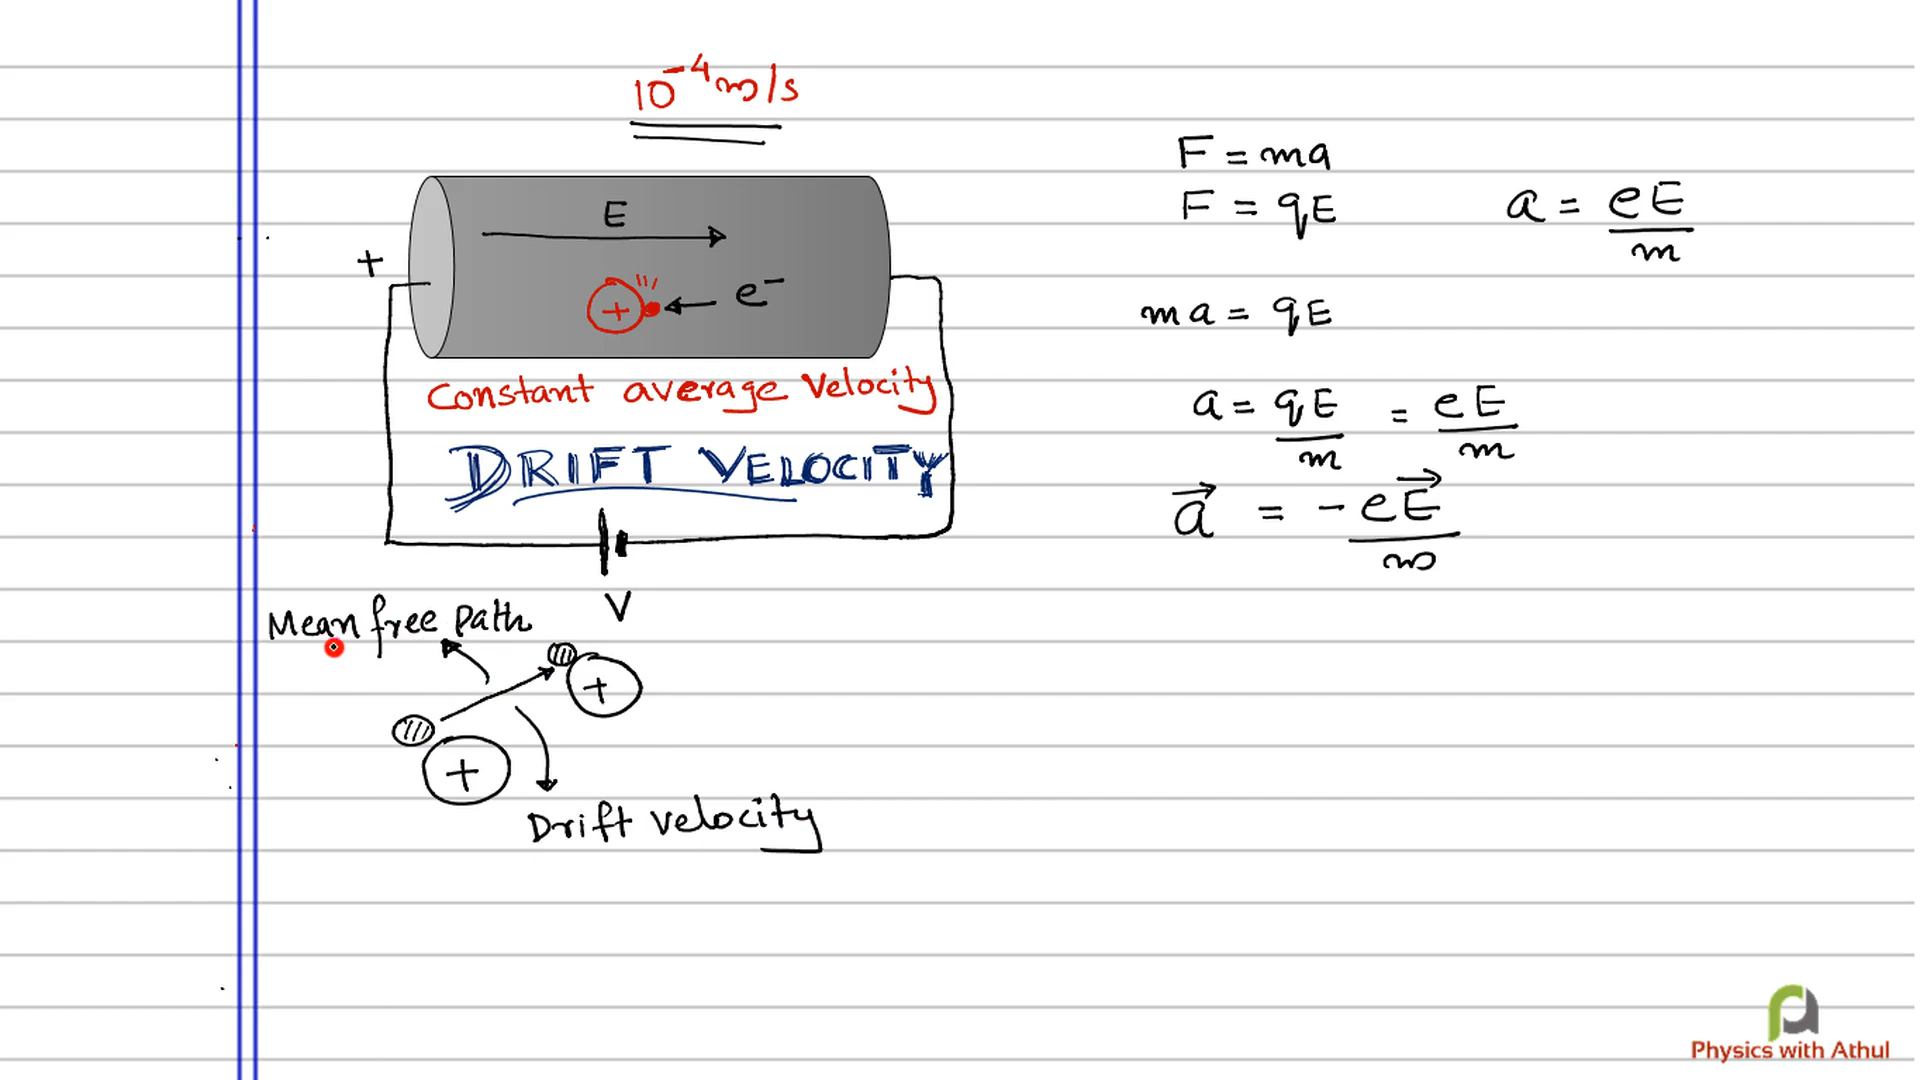 10⁻⁴ m/s
E
+
+
e⁻
Constant average Velocity
DRIFT VELOCITY
V
Mean free path
+
+
Drift velocity
F = ma
F = qE
a = eE/m
ma = qE
a = qE/m = eE/m
a⃗ = -eE⃗/m
Physics with Athul